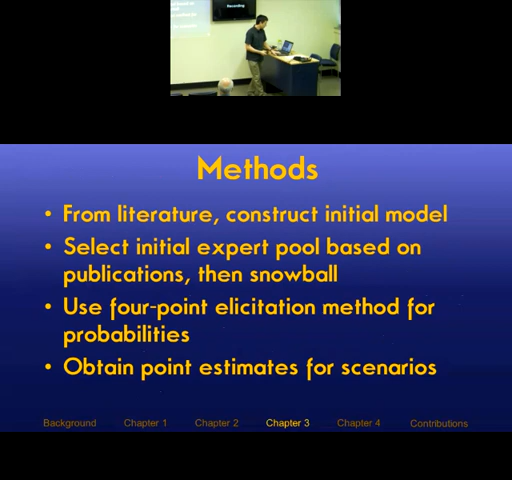 Recording
Methods
• From literature, construct initial model
• Select initial expert pool based on
publications, then snowball
• Use four-point elicitation method for
probabilities
• Obtain point estimates for scenarios
Background Chapter 1 Chapter 2 Chapter 3 Chapter 4 Contributions